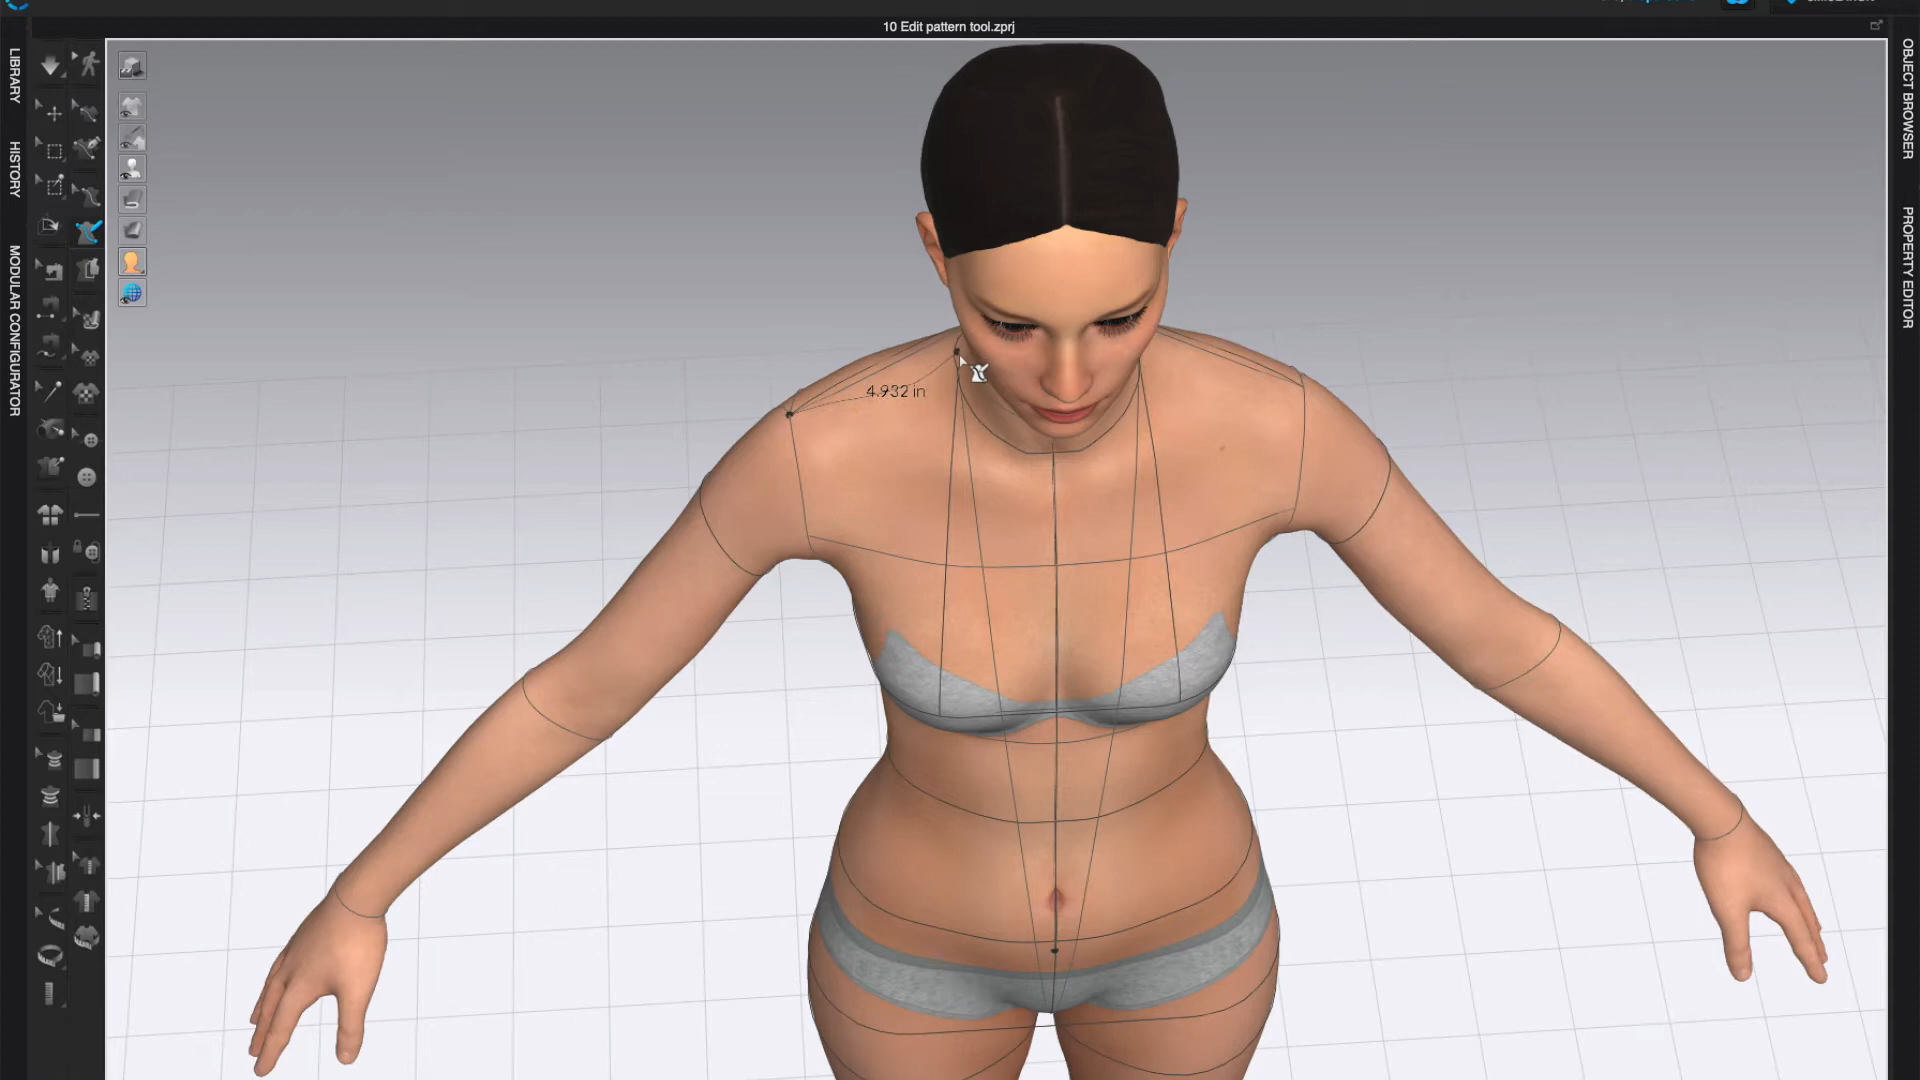 10 Edit pattern tool.zprj
LIBRARY
HISTORY
MODULAR CONFIGURATOR
OBJECT BROWSER
PROPERTY EDITOR
4.932 in